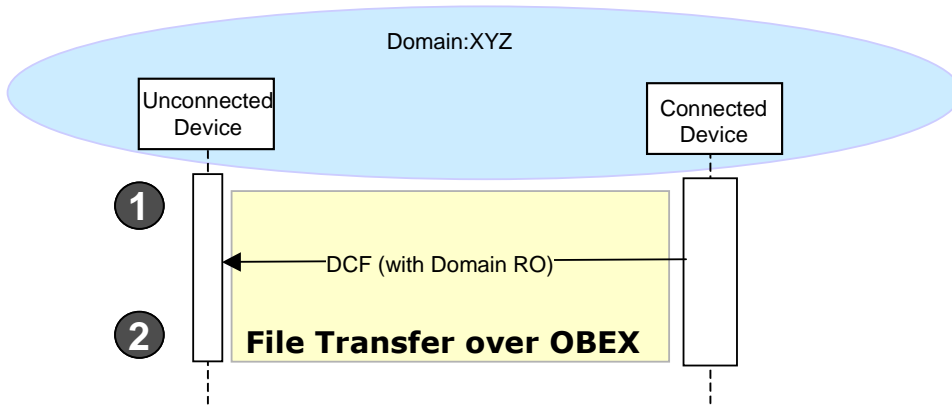 Domain:XYZ
Unconnected
Device
Connected
Device
1
DCF (with Domain RO)
2
File Transfer over OBEX